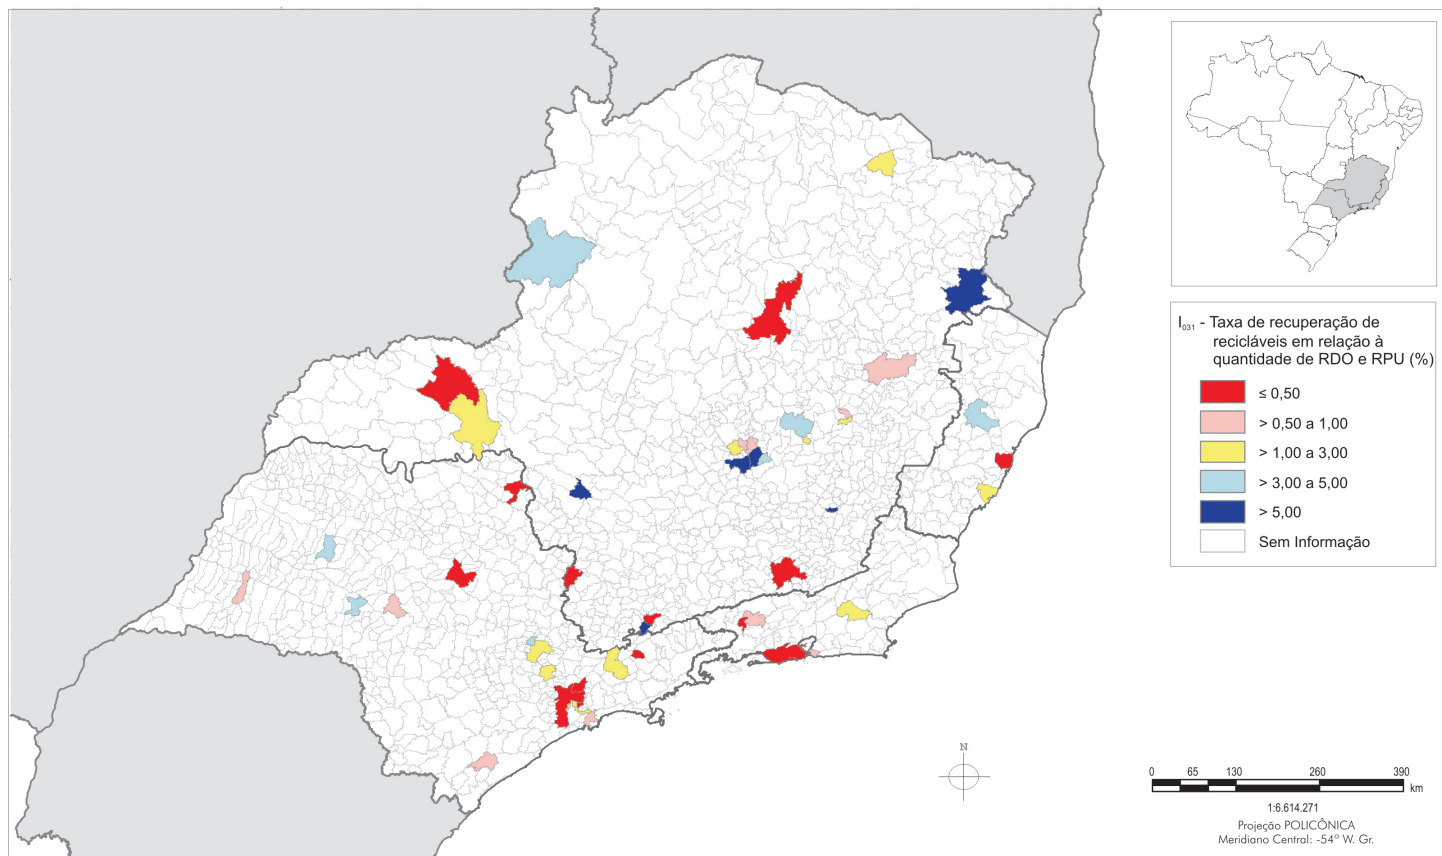 I₀₃₁ - Taxa de recuperação de
recicláveis em relação à
quantidade de RDO e RPU (%)
≤ 0,50
> 0,50 a 1,00
> 1,00 a 3,00
> 3,00 a 5,00
> 5,00
Sem Informação
N
0 65 130 260 390
km
1:6.614.271
Projeção POLICÔNICA
Meridiano Central: -54° W. Gr.